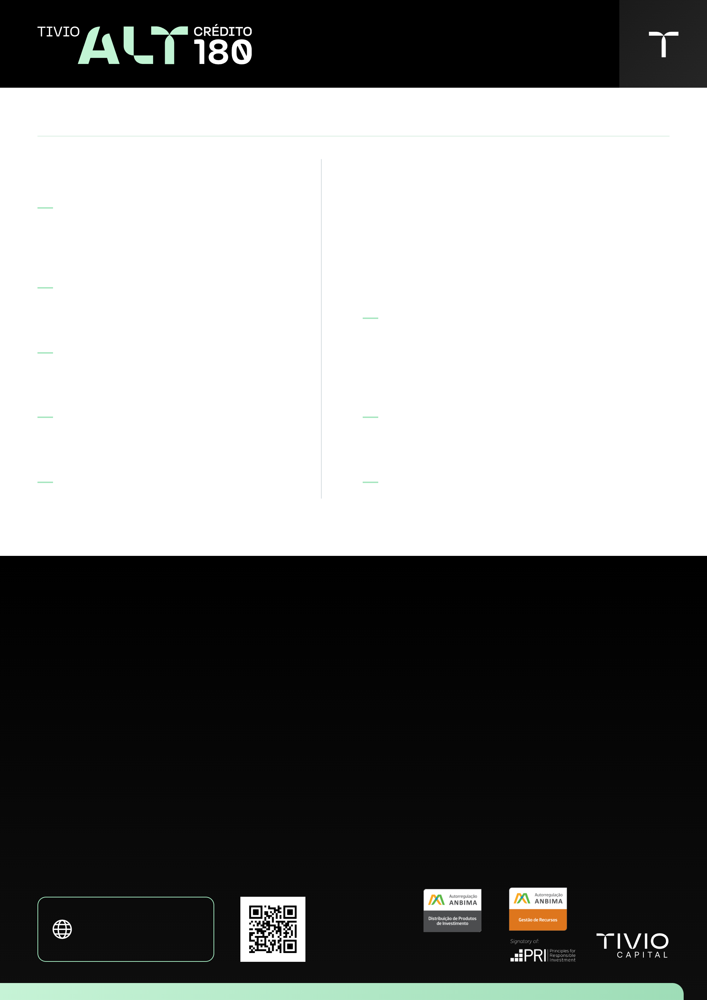 TIVIO ALT CRÉDITO
180
Autorregulação
ANBIMA
Distribuição de Produtos
de Investimento
Autorregulação
ANBIMA
Gestão de Recursos
Signatory of:
PRI Principles for
Responsible
Investment
TIVIO
CAPITAL